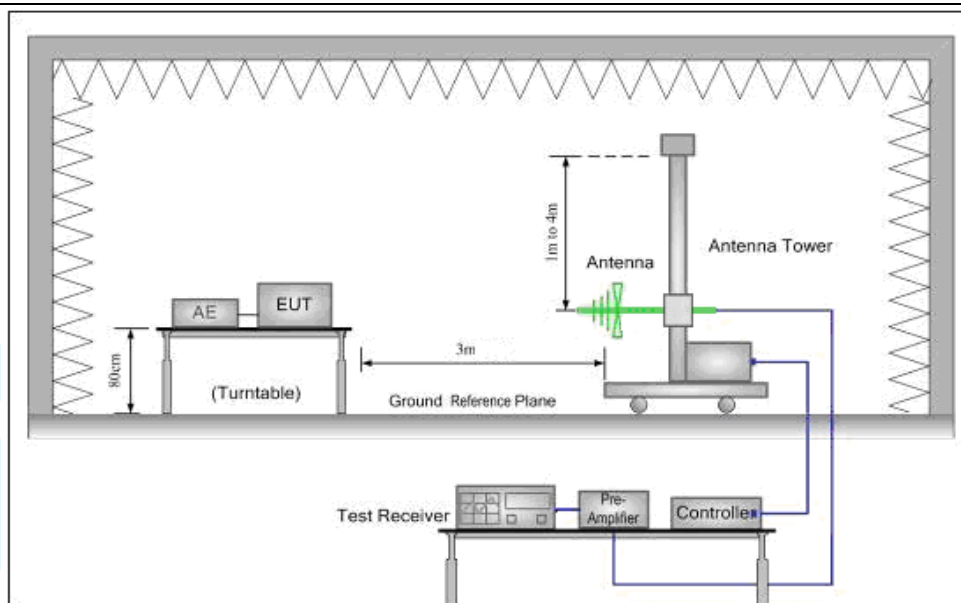 1m to 4m
Antenna Tower
Antenna
AE
EUT
80cm
3m
(Turntable)
Ground Reference Plane
Test Receiver
Pre-
Amplifier
Controller